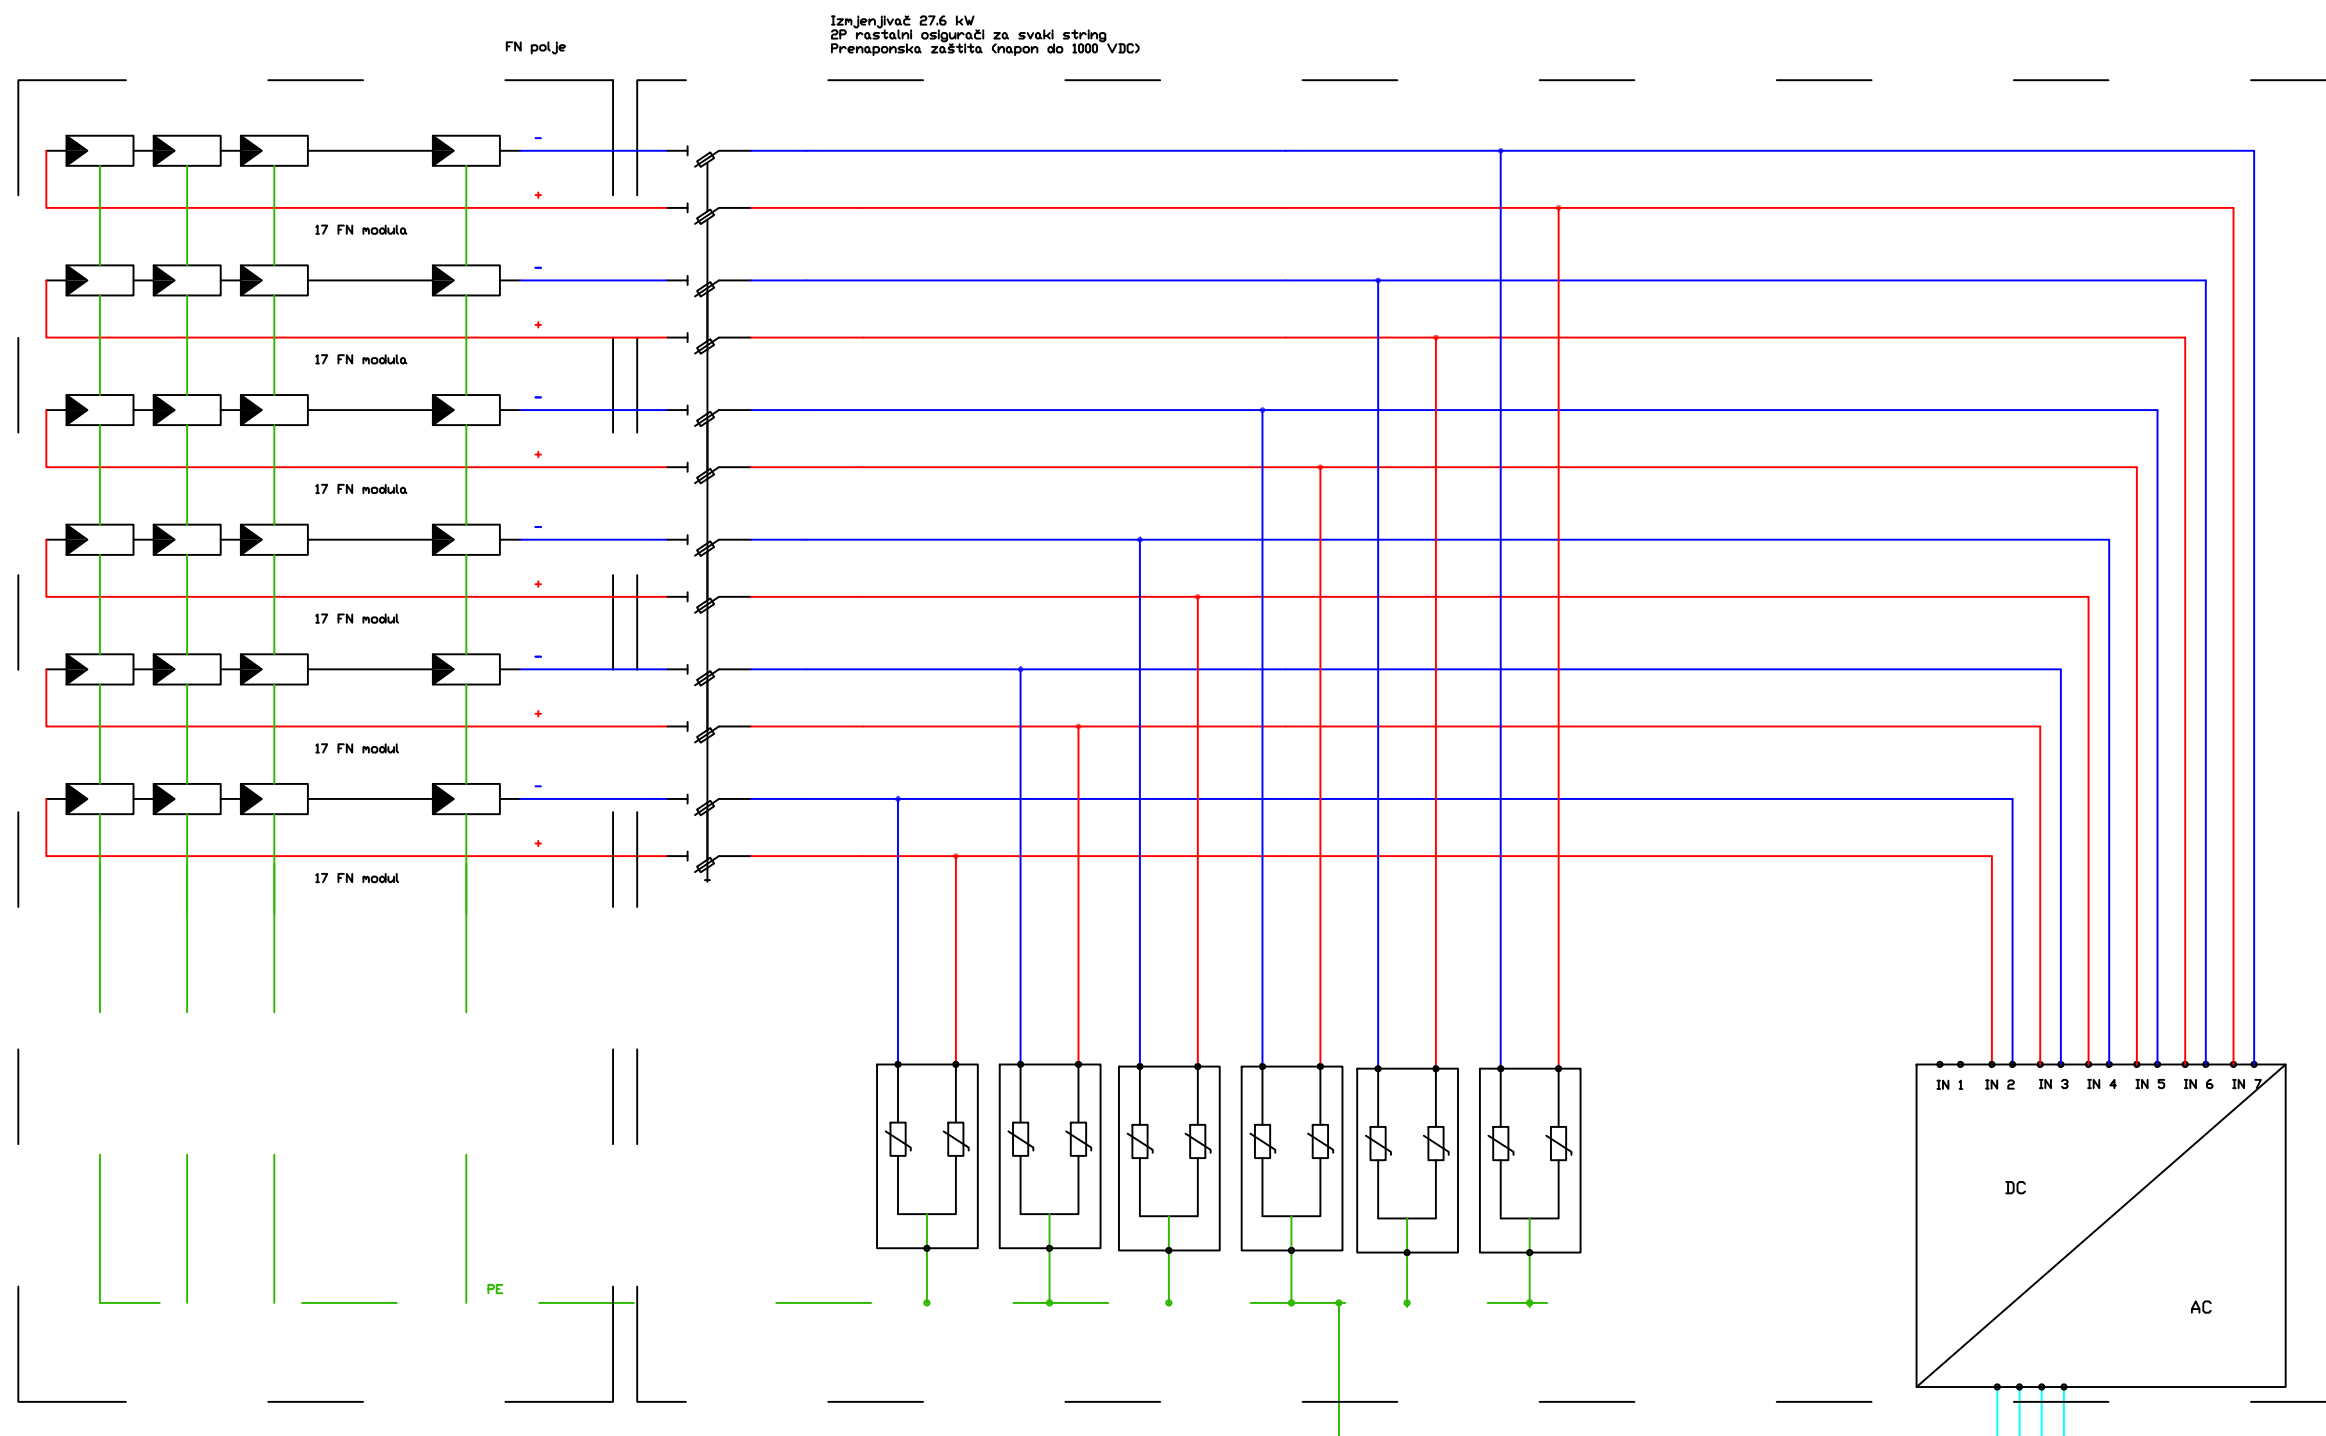 Izmjenjivač 27.6 kW
2P rastalni osigurači za svaki string
Prenaponska zaštita (napon do 1000 VDC)
FN polje
-
+
17 FN modula
-
+
17 FN modula
-
+
17 FN modula
-
+
17 FN modul
-
+
17 FN modul
-
+
17 FN modul
IN 1 IN 2 IN 3 IN 4 IN 5 IN 6 IN 7
DC
PE
AC